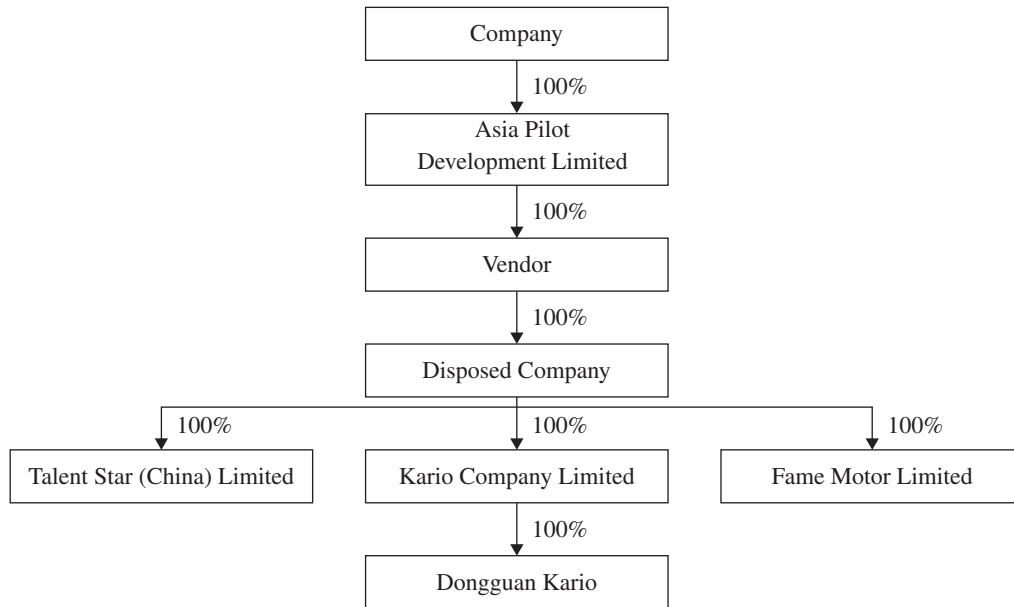 Company
100%
Asia Pilot
Development Limited
100%
Vendor
100%
Disposed Company
100%
100%
100%
Talent Star (China) Limited
Kario Company Limited
Fame Motor Limited
100%
Dongguan Kario